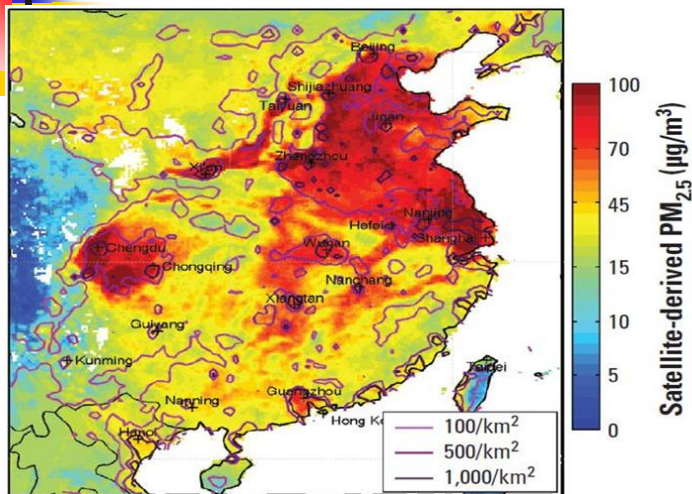 Beijing
Shijiazhuang
Taiyuan
Jinan
Xi'an
Zhengzhou
Nanjing
Hefei
Shanghai
Chengdu
Wuhan
Chongqing
Nanchang
Xiangtan
Guiyang
Kunming
Taipei
Guangzhou
Nanning
Hong Ko
Hanoi
100/km²
500/km²
1,000/km²
100
70
45
15
10
5
0
Satellite-derived PM2.5 (µg/m³)